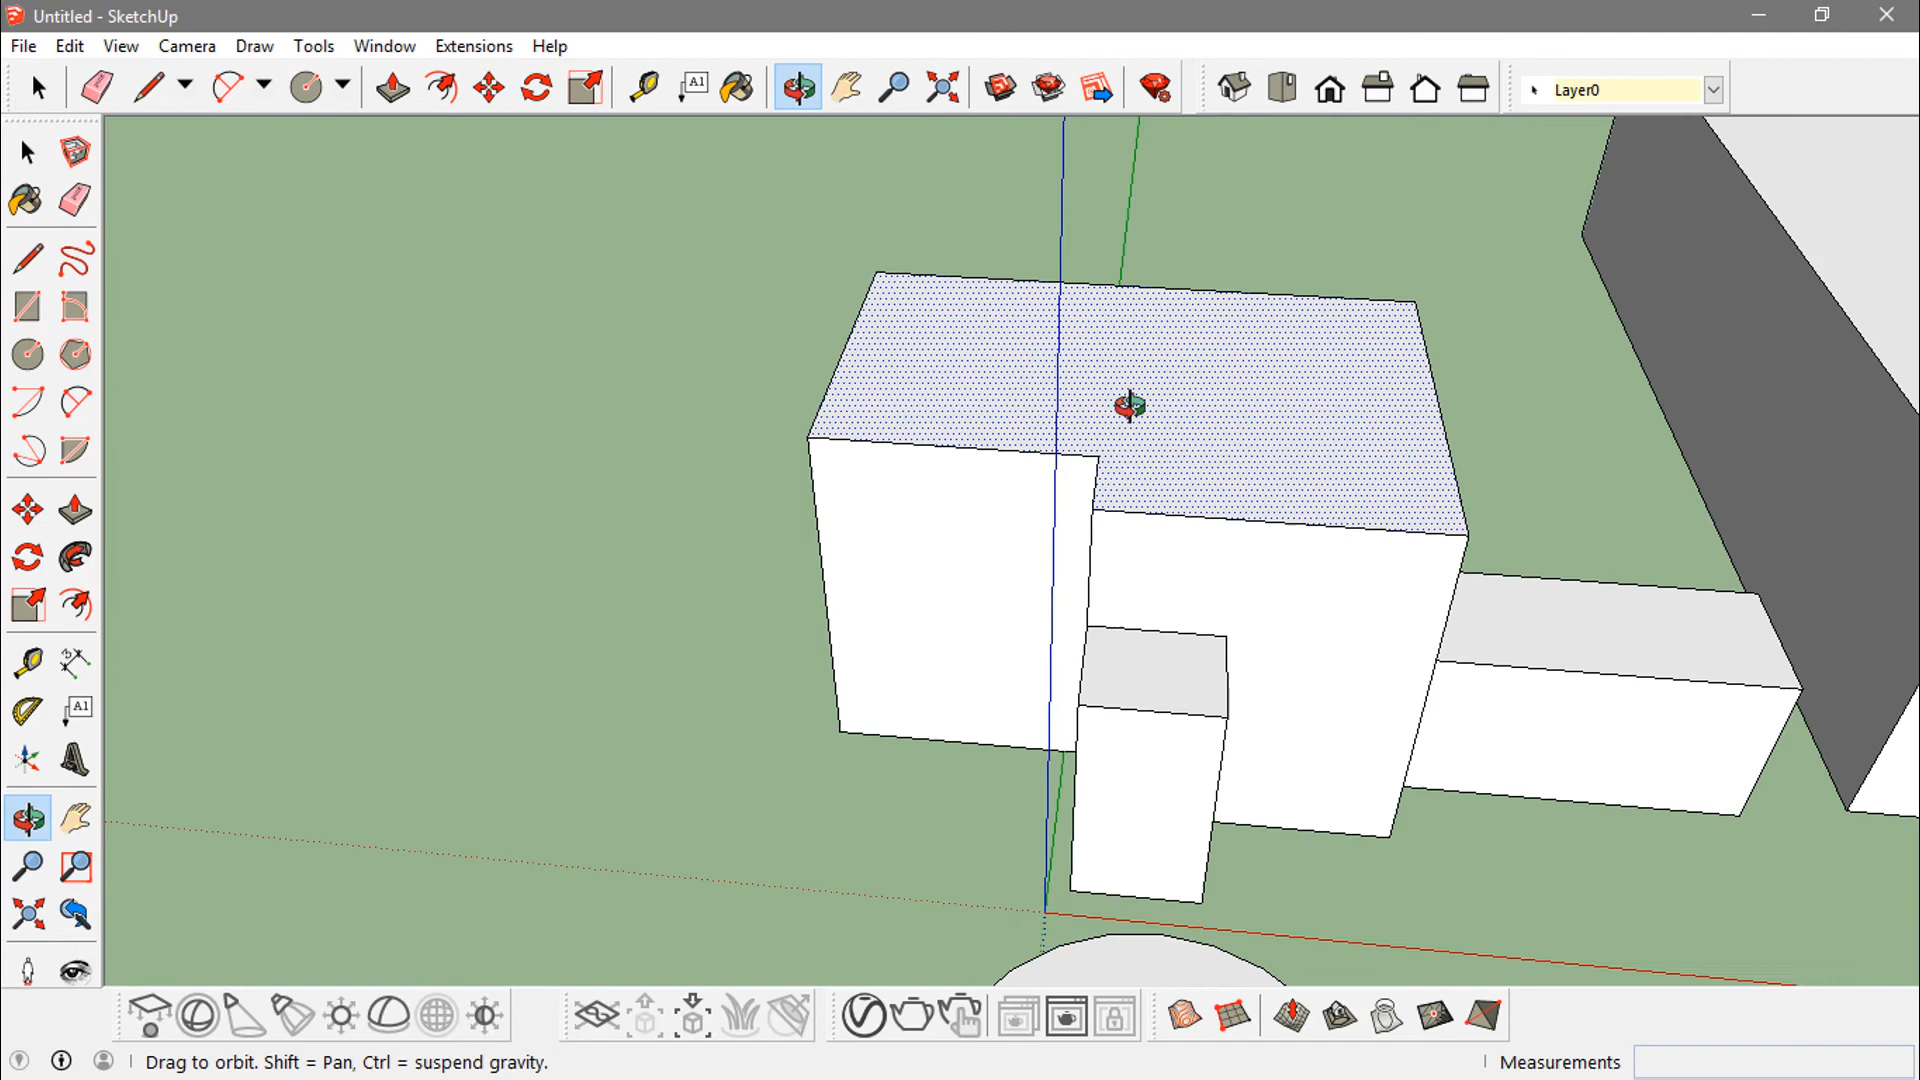 Untitled - SketchUp
File Edit View Camera Draw Tools Window Extensions Help
A1
Layer0
A1
Drag to orbit. Shift = Pan, Ctrl = suspend gravity.
Measurements